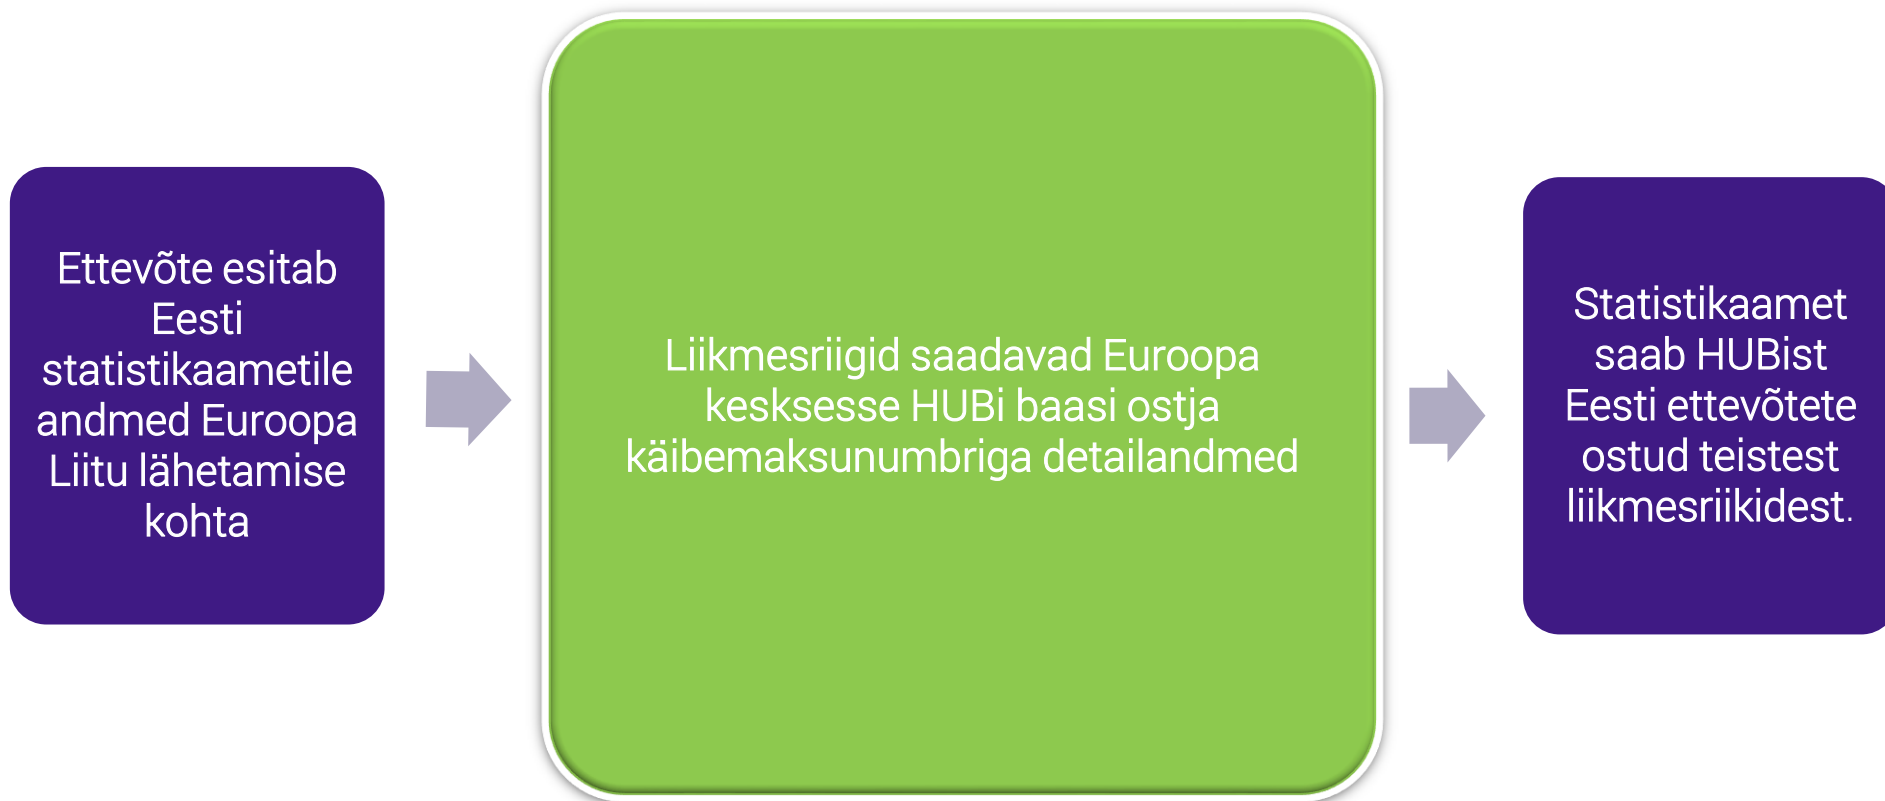 Ettevõte esitab
Eesti
statistikaametile
andmed Euroopa
Liitu lähetamise
kohta
Liikmesriigid saadavad Euroopa
kesksesse HUBi baasi ostja
käibemaksunumbriga detailandmed
Statistikaamet
saab HUBist
Eesti ettevõtete
ostud teistest
liikmesriikidest.